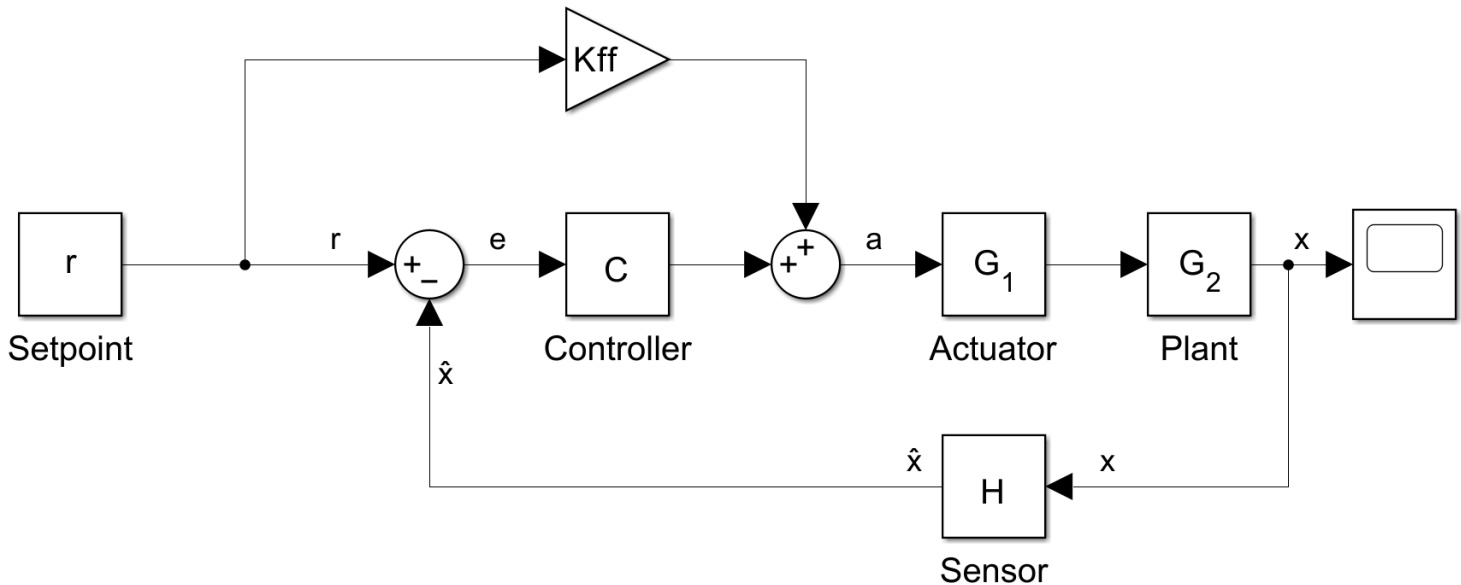 Kff
r
Setpoint
r
+
−
e
C
Controller
+
+
a
G₁
Actuator
G₂
Plant
x
x̂
x̂
H
Sensor
x